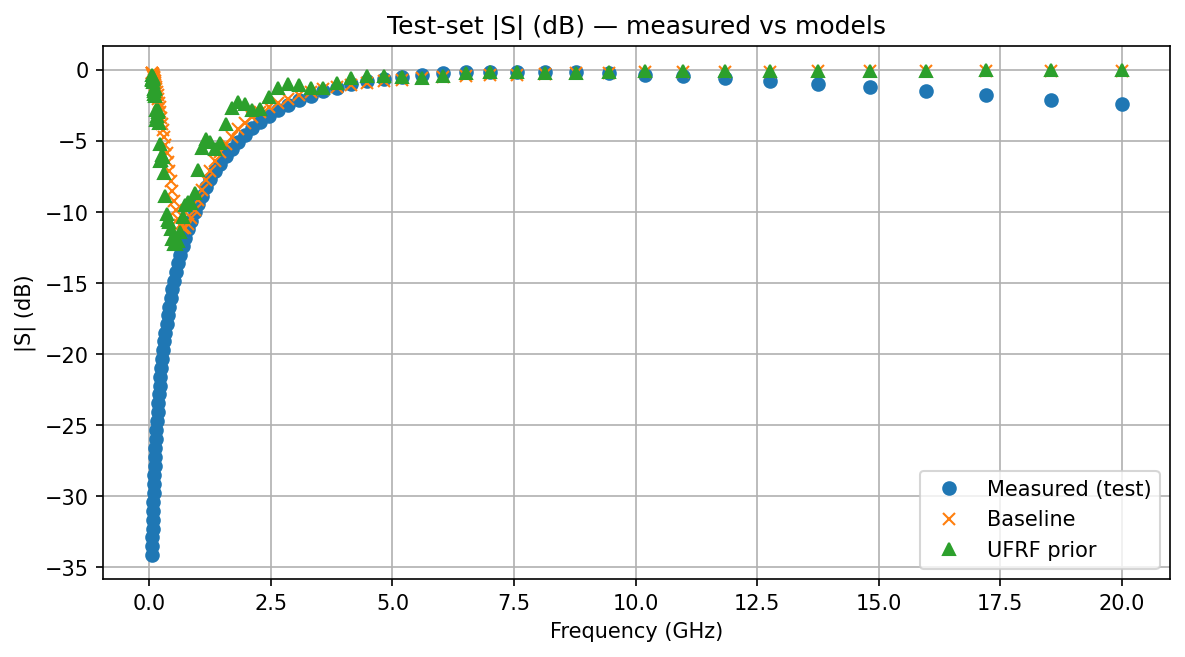 Test-set |S| (dB) — measured vs models
|S| (dB)
0
−5
−10
−15
−20
−25
−30
−35
0.0 2.5 5.0 7.5 10.0 12.5 15.0 17.5 20.0
Frequency (GHz)
Measured (test)
Baseline
UFRF prior